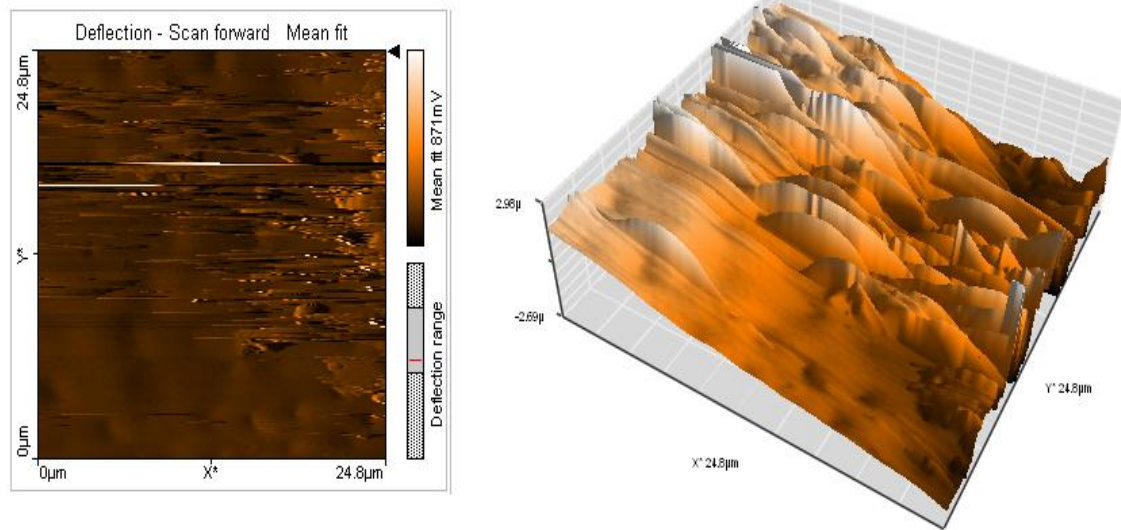 Deflection - Scan forward Mean fit
24.8µm
Y*
0µm
0µm
X*
24.8µm
Mean fit 871mV
Deflection range
2.98µ
-2.69µ
X* 24.8µm
Y* 24.8µm